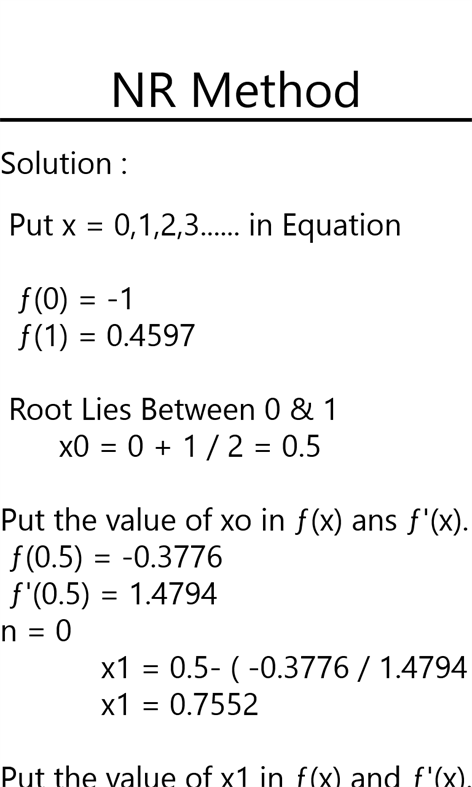 NR Method
Solution :
Put x = 0,1,2,3...... in Equation
ƒ(0) = -1
ƒ(1) = 0.4597
Root Lies Between 0 & 1
x0 = 0 + 1 / 2 = 0.5
Put the value of xo in ƒ(x) ans ƒ'(x).
ƒ(0.5) = -0.3776
ƒ'(0.5) = 1.4794
n = 0
x1 = 0.5- ( -0.3776 / 1.4794
x1 = 0.7552
Put the value of x1 in ƒ(x) and ƒ'(x).